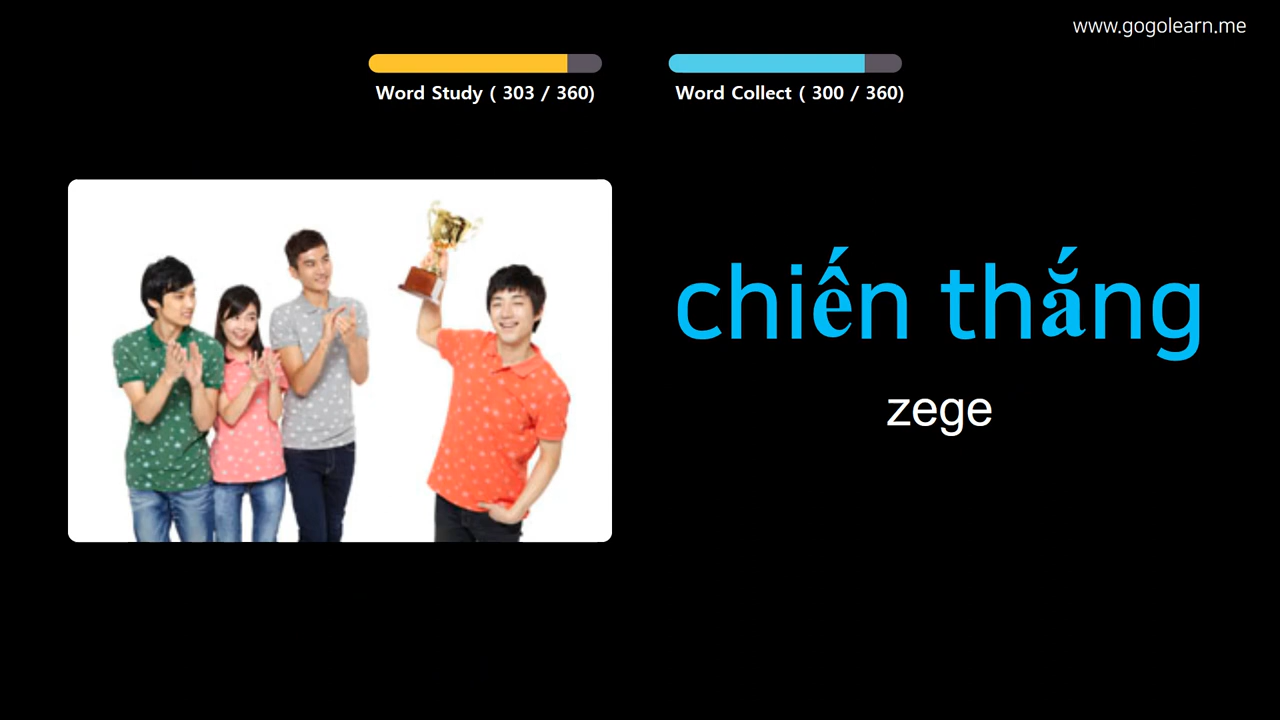 www.gogolearn.me
Word Study ( 303 / 360)
Word Collect ( 300 / 360)
chiến thắng
zege